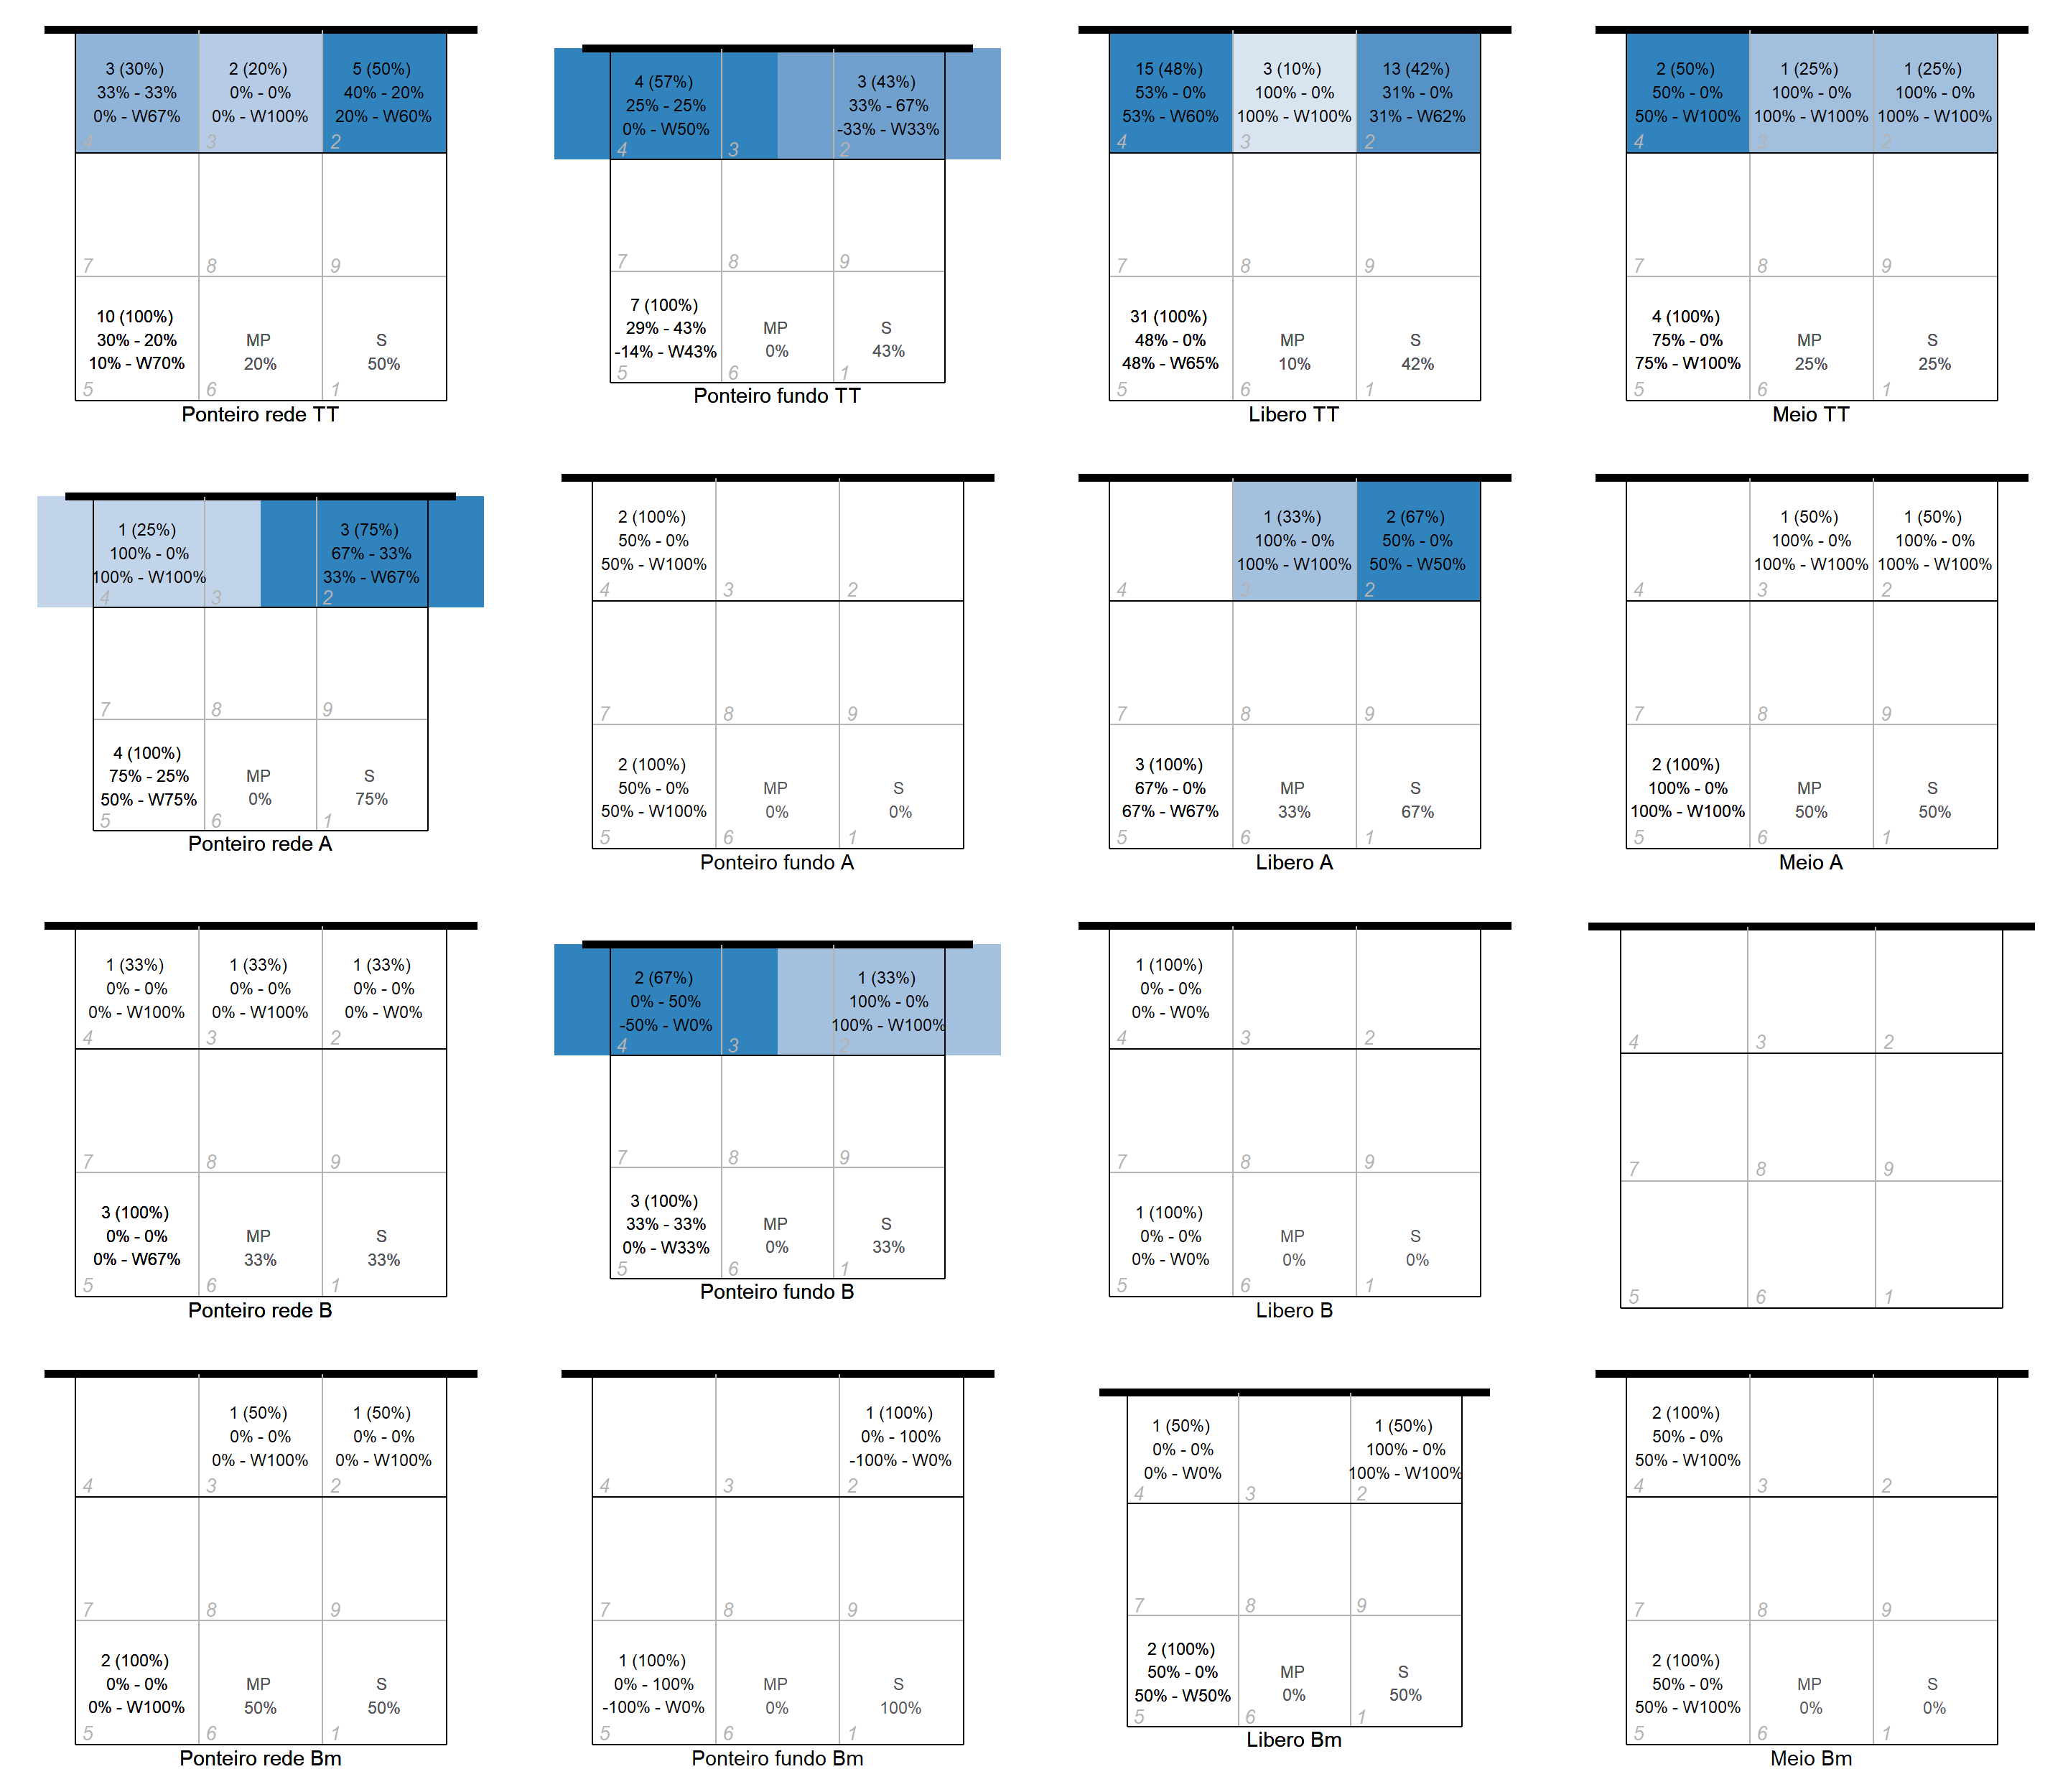 3 (30%)
33% - 33%
0% - W67%
4
2 (20%)
0% - 0%
0% - W100%
3
5 (50%)
40% - 20%
20% - W60%
2
7
8
9
10 (100%)
30% - 20%
10% - W70%
5
MP
20%
6
S
50%
1
Ponteiro rede TT
4 (57%)
25% - 25%
0% - W50%
4
3
3 (43%)
33% - 67%
-33% - W33%
2
7
8
9
7 (100%)
29% - 43%
-14% - W43%
5
MP
0%
6
S
43%
1
Ponteiro fundo TT
15 (48%)
53% - 0%
53% - W60%
4
3 (10%)
100% - 0%
100% - W100%
3
13 (42%)
31% - 0%
31% - W62%
2
7
8
9
31 (100%)
48% - 0%
48% - W65%
5
MP
10%
6
S
42%
1
Libero TT
2 (50%)
50% - 0%
50% - W100%
4
1 (25%)
100% - 0%
100% - W100%
3
1 (25%)
100% - 0%
100% - W100%
2
7
8
9
4 (100%)
75% - 0%
75% - W100%
5
MP
25%
6
S
25%
1
Meio TT
1 (25%)
100% - 0%
100% - W100%
4
3
3 (75%)
67% - 33%
33% - W67%
2
7
8
9
4 (100%)
75% - 25%
50% - W75%
5
MP
0%
6
S
75%
1
Ponteiro rede A
2 (100%)
50% - 0%
50% - W100%
4
3
2
7
8
9
2 (100%)
50% - 0%
50% - W100%
5
MP
0%
6
S
0%
1
Ponteiro fundo A
4
1 (33%)
100% - 0%
100% - W100%
3
2 (67%)
50% - 0%
50% - W50%
2
7
8
9
3 (100%)
67% - 0%
67% - W67%
5
MP
33%
6
S
67%
1
Libero A
4
1 (50%)
100% - 0%
100% - W100%
3
1 (50%)
100% - 0%
100% - W100%
2
7
8
9
2 (100%)
100% - 0%
100% - W100%
5
MP
50%
6
S
50%
1
Meio A
1 (33%)
0% - 0%
0% - W100%
4
1 (33%)
0% - 0%
0% - W100%
3
1 (33%)
0% - 0%
0% - W0%
2
7
8
9
3 (100%)
0% - 0%
0% - W67%
5
MP
33%
6
S
33%
1
Ponteiro rede B
2 (67%)
0% - 50%
-50% - W0%
4
3
1 (33%)
100% - 0%
100% - W100%
2
7
8
9
3 (100%)
33% - 33%
0% - W33%
5
MP
0%
6
S
33%
1
Ponteiro fundo B
1 (100%)
0% - 0%
0% - W0%
4
3
2
7
8
9
1 (100%)
0% - 0%
0% - W0%
5
MP
0%
6
S
0%
1
Libero B
4
3
2
7
8
9
5
6
1
4
1 (50%)
0% - 0%
0% - W100%
3
1 (50%)
0% - 0%
0% - W100%
2
7
8
9
2 (100%)
0% - 0%
0% - W100%
5
MP
50%
6
S
50%
1
Ponteiro rede Bm
4
3
1 (100%)
0% - 100%
-100% - W0%
2
7
8
9
1 (100%)
0% - 100%
-100% - W0%
5
MP
0%
6
S
100%
1
Ponteiro fundo Bm
1 (50%)
0% - 0%
0% - W0%
4
3
1 (50%)
100% - 0%
100% - W100%
2
7
8
9
2 (100%)
50% - 0%
50% - W50%
5
MP
0%
6
S
50%
1
Libero Bm
2 (100%)
50% - 0%
50% - W100%
4
3
2
7
8
9
2 (100%)
50% - 0%
50% - W100%
5
MP
0%
6
S
0%
1
Meio Bm